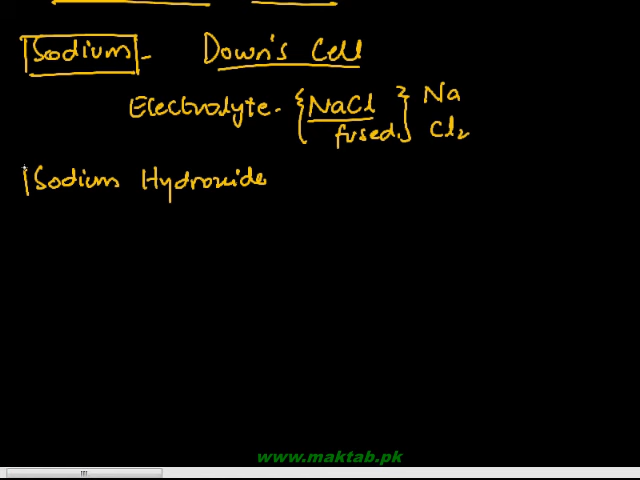 Sodium - Down's Cell
Electrolyte - { NaCl fused. } Na Cl2
Sodium Hydroxide
www.maktab.pk